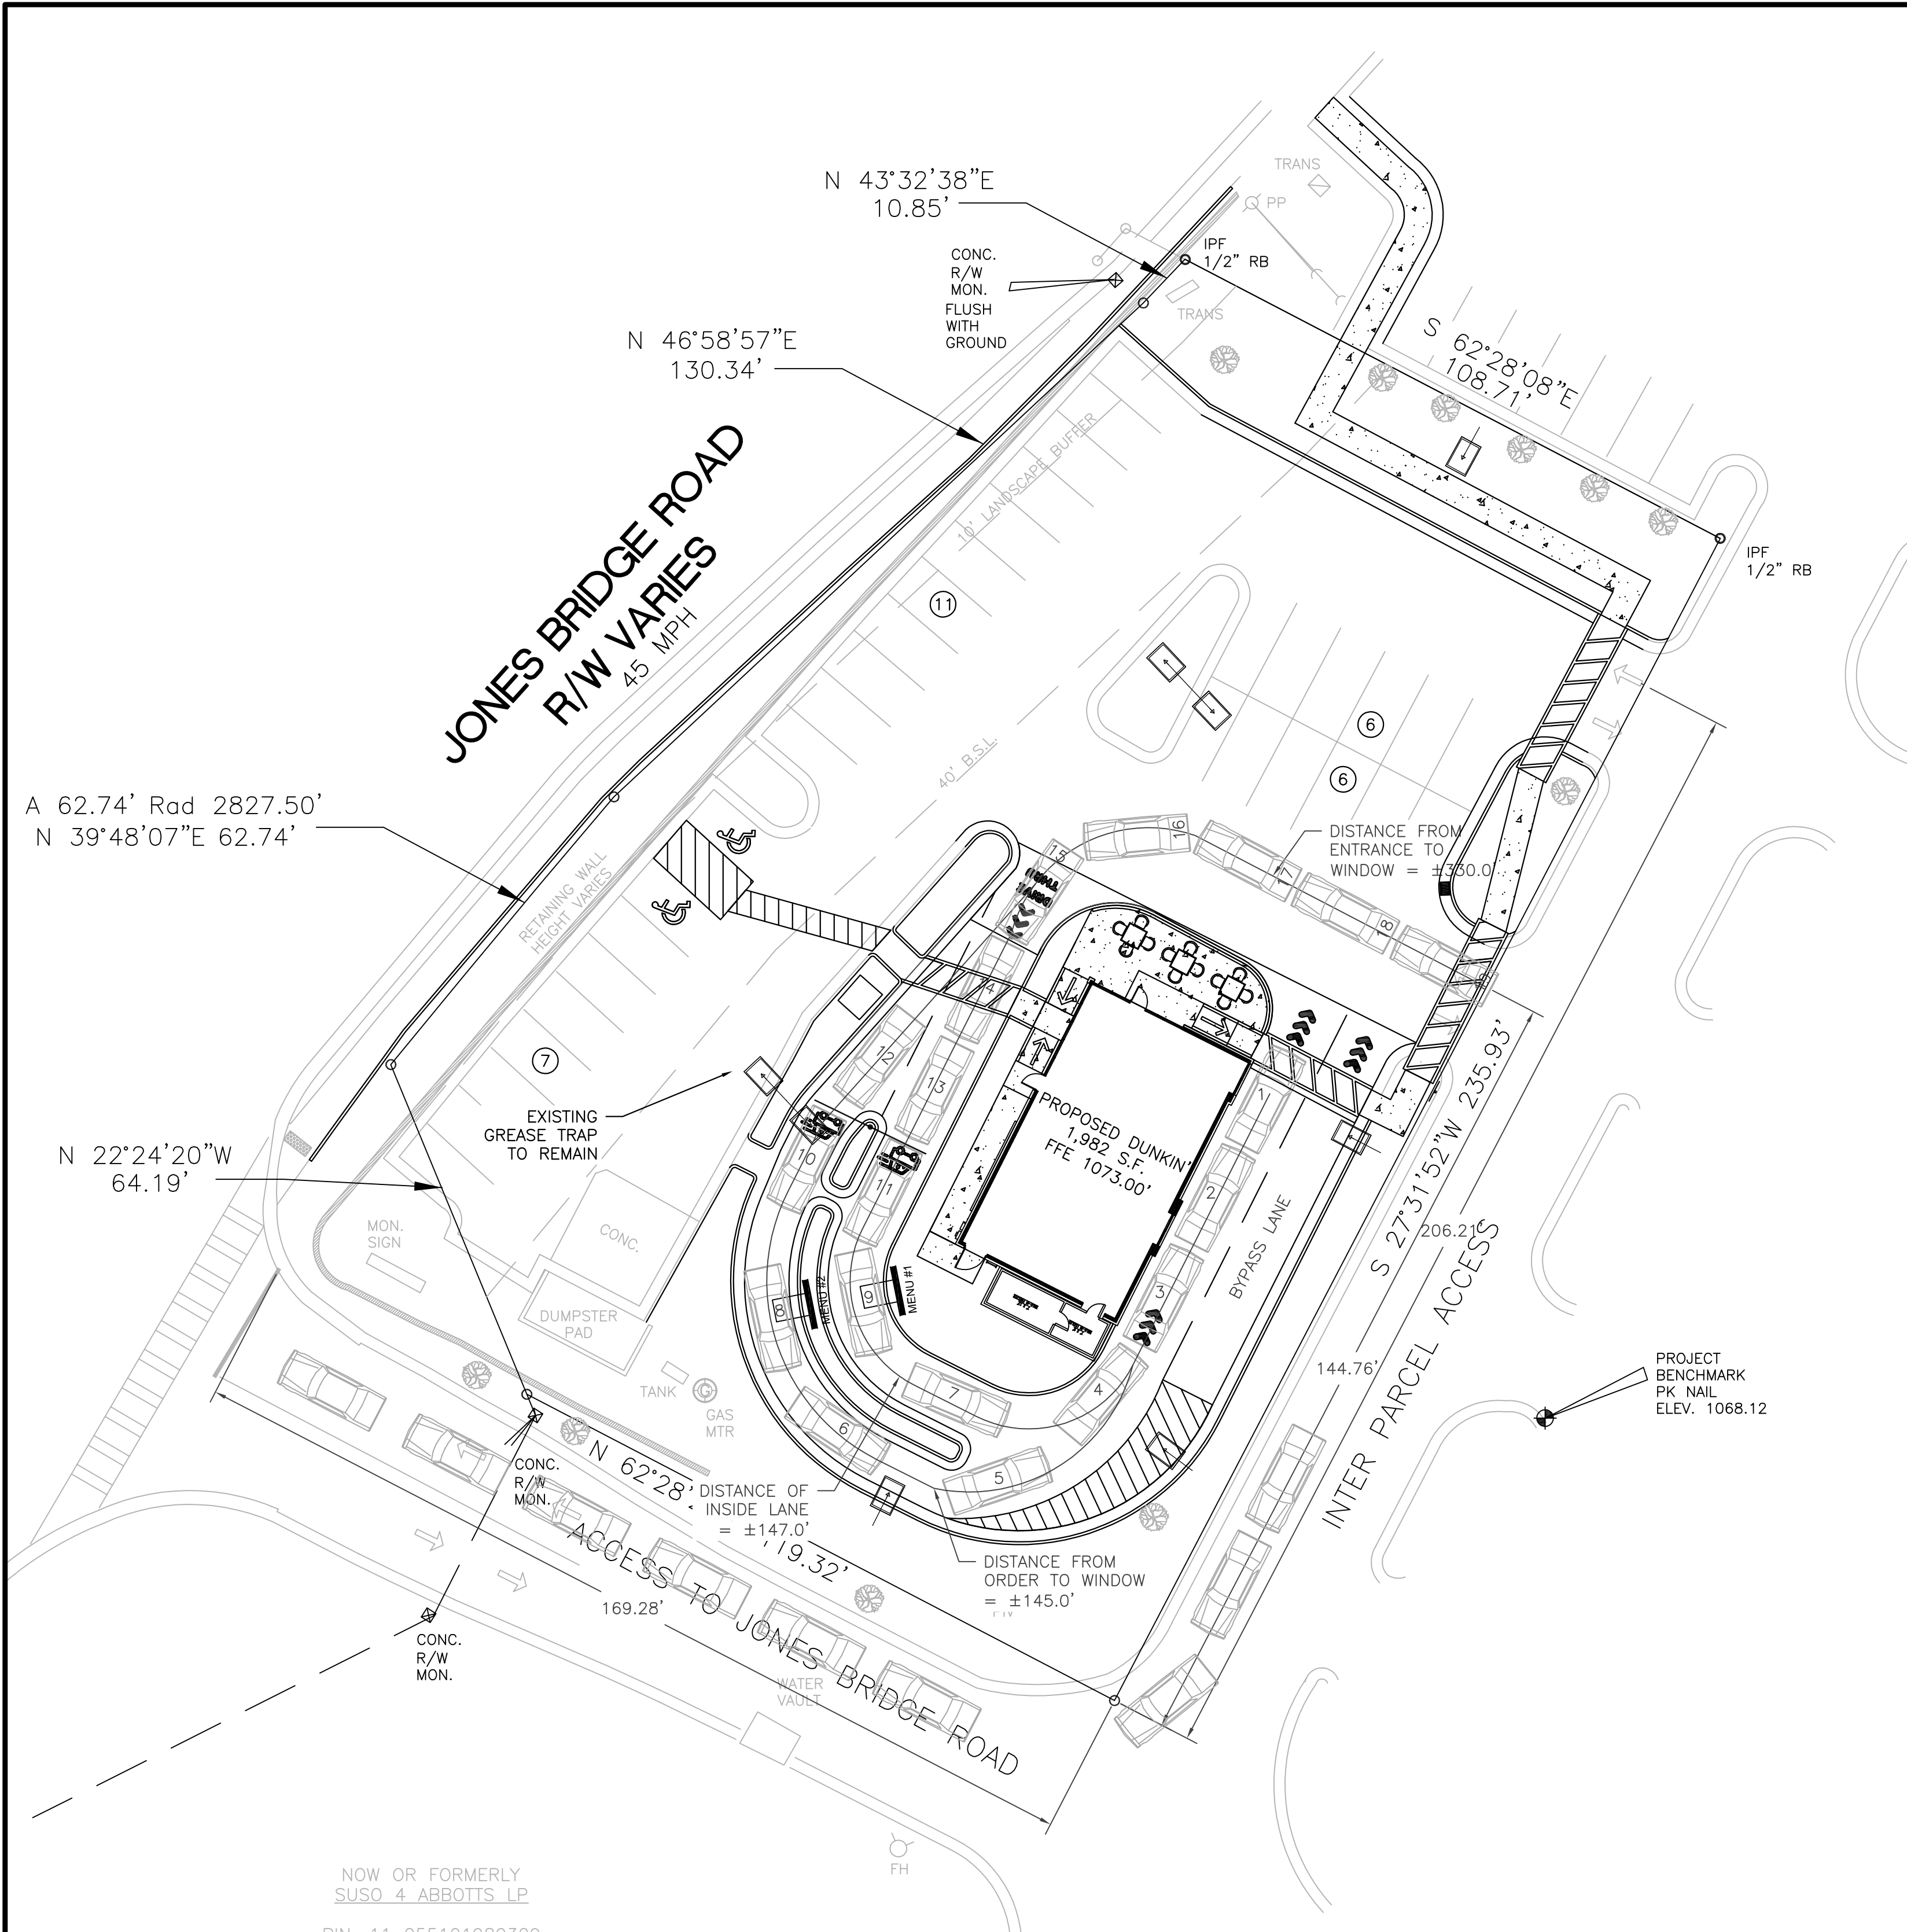 N 43°32'38"E
10.85'
CONC.
R/W
MON.
FLUSH
WITH
GROUND
IPF
1/2" RB
TRANS
PP
TRANS
N 46°58'57"E
130.34'
S 62°28'08"E
108.71'
IPF
1/2" RB
JONES BRIDGE ROAD
R/W VARIES
45 MPH
10' LANDSCAPE BUFFER
11
6
6
40' B.S.L.
A 62.74' Rad 2827.50'
N 39°48'07"E 62.74'
RETAINING WALL
HEIGHT VARIES
DISTANCE FROM
ENTRANCE TO
WINDOW = ±330.0'
15
16
17
18
12
13
10
11
1
2
3
4
5
6
7
8
9
7
EXISTING
GREASE TRAP
TO REMAIN
PROPOSED DUNKIN'
1,982 S.F.
FFE 1073.00'
MENU #2
MENU #1
BYPASS LANE
S 27°31'52"W 235.93'
206.21'
144.76'
INTER PARCEL ACCESS
PROJECT
BENCHMARK
PK NAIL
ELEV. 1068.12
N 22°24'20"W
64.19'
MON.
SIGN
CONC.
DUMPSTER
PAD
TANK
G
GAS
MTR
CONC.
R/W
MON.
N 62°28'
119.32'
DISTANCE OF
INSIDE LANE
= ±147.0'
DISTANCE FROM
ORDER TO WINDOW
= ±145.0'
ACCESS TO JONES BRIDGE ROAD
169.28'
CONC.
R/W
MON.
WATER
VAULT
FH
NOW OR FORMERLY
SUSO 4 ABBOTTS LP